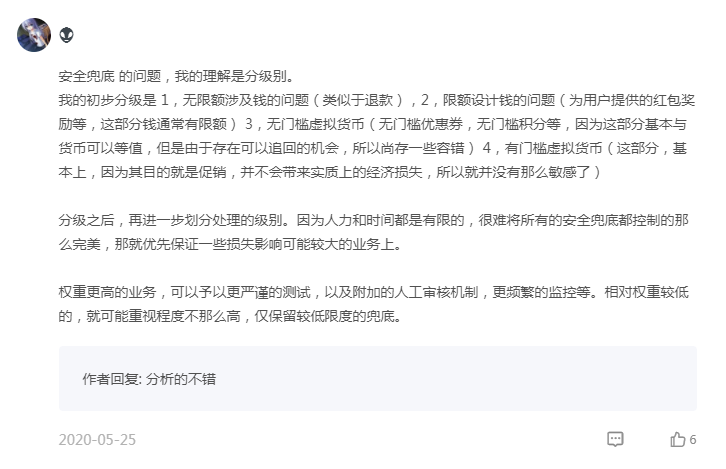 安全兜底 的问题，我的理解是分级别。
我的初步分级是 1，无限额涉及钱的问题（类似于退款），2，限额设计钱的问题（为用户提供的红包奖
励等，这部分钱通常有限额） 3，无门槛虚拟货币（无门槛优惠券，无门槛积分等，因为这部分基本与
货币可以等值，但是由于存在可以追回的机会，所以尚存一些容错） 4，有门槛虚拟货币（这部分，基
本上，因为其目的就是促销，并不会带来实质上的经济损失，所以就并没有那么敏感了）
分级之后，再进一步划分处理的级别。因为人力和时间都是有限的，很难将所有的安全兜底都控制的那
么完美，那就优先保证一些损失影响可能较大的业务上。
权重更高的业务，可以予以更严谨的测试，以及附加的人工审核机制，更频繁的监控等。相对权重较低
的，就可能重视程度不那么高，仅保留较低限度的兜底。
作者回复: 分析的不错
2020-05-25
6